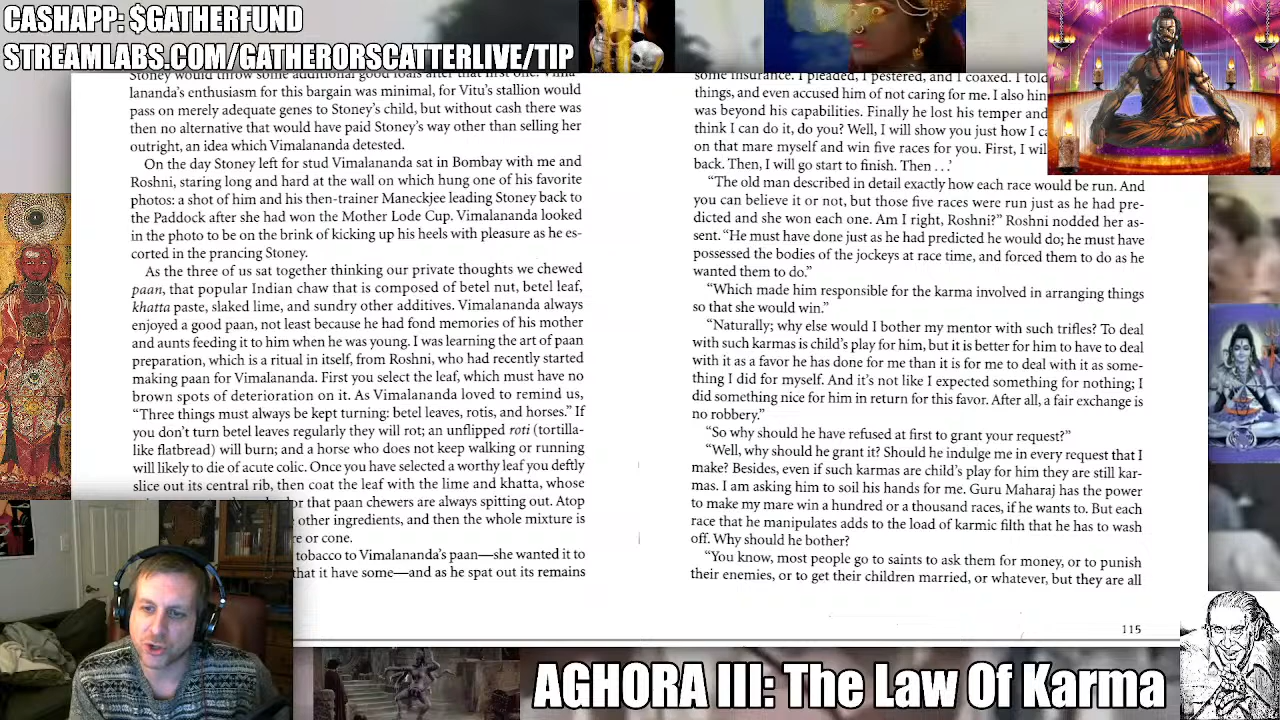 CASHAPP: $GATHERFUND
STREAMLABS.COM/GATHERORSCATTERLIVE/TIP
Stoney would throw some additional good foals after that first one. Vima-
lananda's enthusiasm for this bargain was minimal, for Vitu's stallion would
pass on merely adequate genes to Stoney's child, but without cash there was
then no alternative that would have paid Stoney's way other than selling her
outright, an idea which Vimalananda detested.
On the day Stoney left for stud Vimalananda sat in Bombay with me and
Roshni, staring long and hard at the wall on which hung one of his favorite
photos: a shot of him and his then-trainer Maneckjee leading Stoney back to
the Paddock after she had won the Mother Lode Cup. Vimalananda looked
in the photo to be on the brink of kicking up his heels with pleasure as he es-
corted in the prancing Stoney.
As the three of us sat together thinking our private thoughts we chewed
paan, that popular Indian chaw that is composed of betel nut, betel leaf,
khatta paste, slaked lime, and sundry other additives. Vimalananda always
enjoyed a good paan, not least because he had fond memories of his mother
and aunts feeding it to him when he was young. I was learning the art of paan
preparation, which is a ritual in itself, from Roshni, who had recently started
making paan for Vimalananda. First you select the leaf, which must have no
brown spots of deterioration on it. As Vimalananda loved to remind us,
"Three things must always be kept turning: betel leaves, rotis, and horses." If
you don't turn betel leaves regularly they will rot; an unflipped roti (tortilla-
like flatbread) will burn; and a horse who does not keep walking or running
will likely to die of acute colic. Once you have selected a worthy leaf you deftly
slice out its central rib, then coat the leaf with the lime and khatta, whose
or that paan chewers are always spitting out. Atop
other ingredients, and then the whole mixture is
re or cone.
tobacco to Vimalananda's paan—she wanted it to
that it have some—and as he spat out its remains
some insurance. I pleaded, I pestered, and I coaxed. I told
things, and even accused him of not caring for me. I also hin
was beyond his capabilities. Finally he lost his temper and
think I can do it, do you? Well, I will show you just how I ca
on that mare myself and win five races for you. First, I will
back. Then, I will go start to finish. Then . . .'
"The old man described in detail exactly how each race would be run. And
you can believe it or not, but those five races were run just as he had pre-
dicted and she won each one. Am I right, Roshni?" Roshni nodded her as-
sent. "He must have done just as he had predicted he would do; he must have
possessed the bodies of the jockeys at race time, and forced them to do as he
wanted them to do."
"Which made him responsible for the karma involved in arranging things
so that she would win."
"Naturally; why else would I bother my mentor with such trifles? To deal
with such karmas is child's play for him, but it is better for him to have to deal
with it as a favor he has done for me than it is for me to deal with it as some-
thing I did for myself. And it's not like I expected something for nothing; I
did something nice for him in return for this favor. After all, a fair exchange is
no robbery."
"So why should he have refused at first to grant your request?"
"Well, why should he grant it? Should he indulge me in every request that I
make? Besides, even if such karmas are child's play for him they are still kar-
mas. I am asking him to soil his hands for me. Guru Maharaj has the power
to make my mare win a hundred or a thousand races, if he wants to. But each
race that he manipulates adds to the load of karmic filth that he has to wash
off. Why should he bother?
"You know, most people go to saints to ask them for money, or to punish
their enemies, or to get their children married, or whatever, but they are all
115
AGHORA III: The Law Of Karma